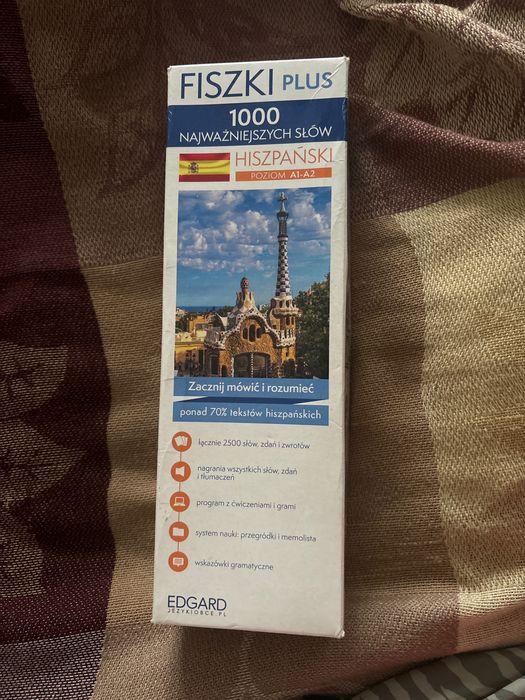 FISZKI PLUS
1000
NAJWAŻNIEJSZYCH SŁÓW
HISZPAŃSKI
POZIOM A1-A2
Zacznij mówić i rozumieć
ponad 70% tekstów hiszpańskich
łącznie 2500 słów, zdań i zwrotów
nagrania wszystkich słów, zdań
i tłumaczeń
program z ćwiczeniami i grami
system nauki: przegródki i memolista
wskazówki gramatyczne
EDGARD
JEZYKIOBCE.PL